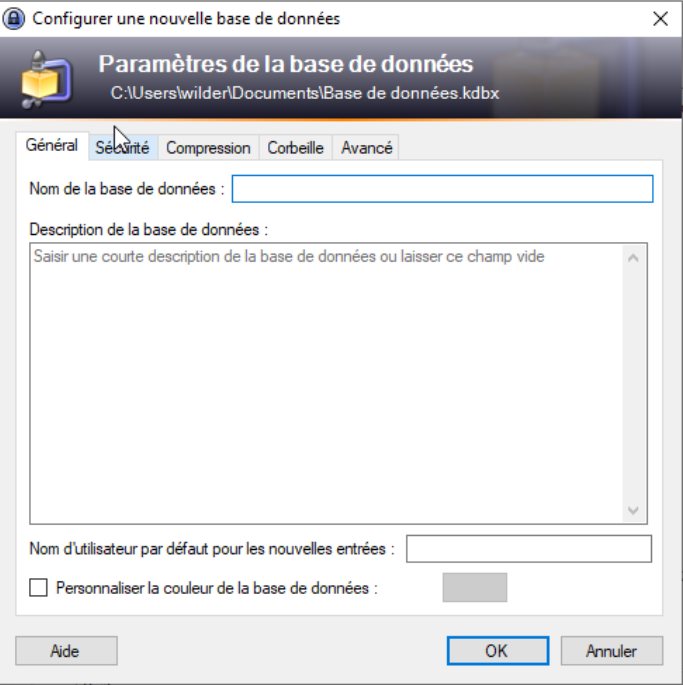 Configurer une nouvelle base de données
Paramètres de la base de données
C:\Users\wilder\Documents\Base de données.kdbx
Général Sécurité Compression Corbeille Avancé
Nom de la base de données :
Description de la base de données :
Saisir une courte description de la base de données ou laisser ce champ vide
Nom d'utilisateur par défaut pour les nouvelles entrées :
Personnaliser la couleur de la base de données :
Aide OK Annuler